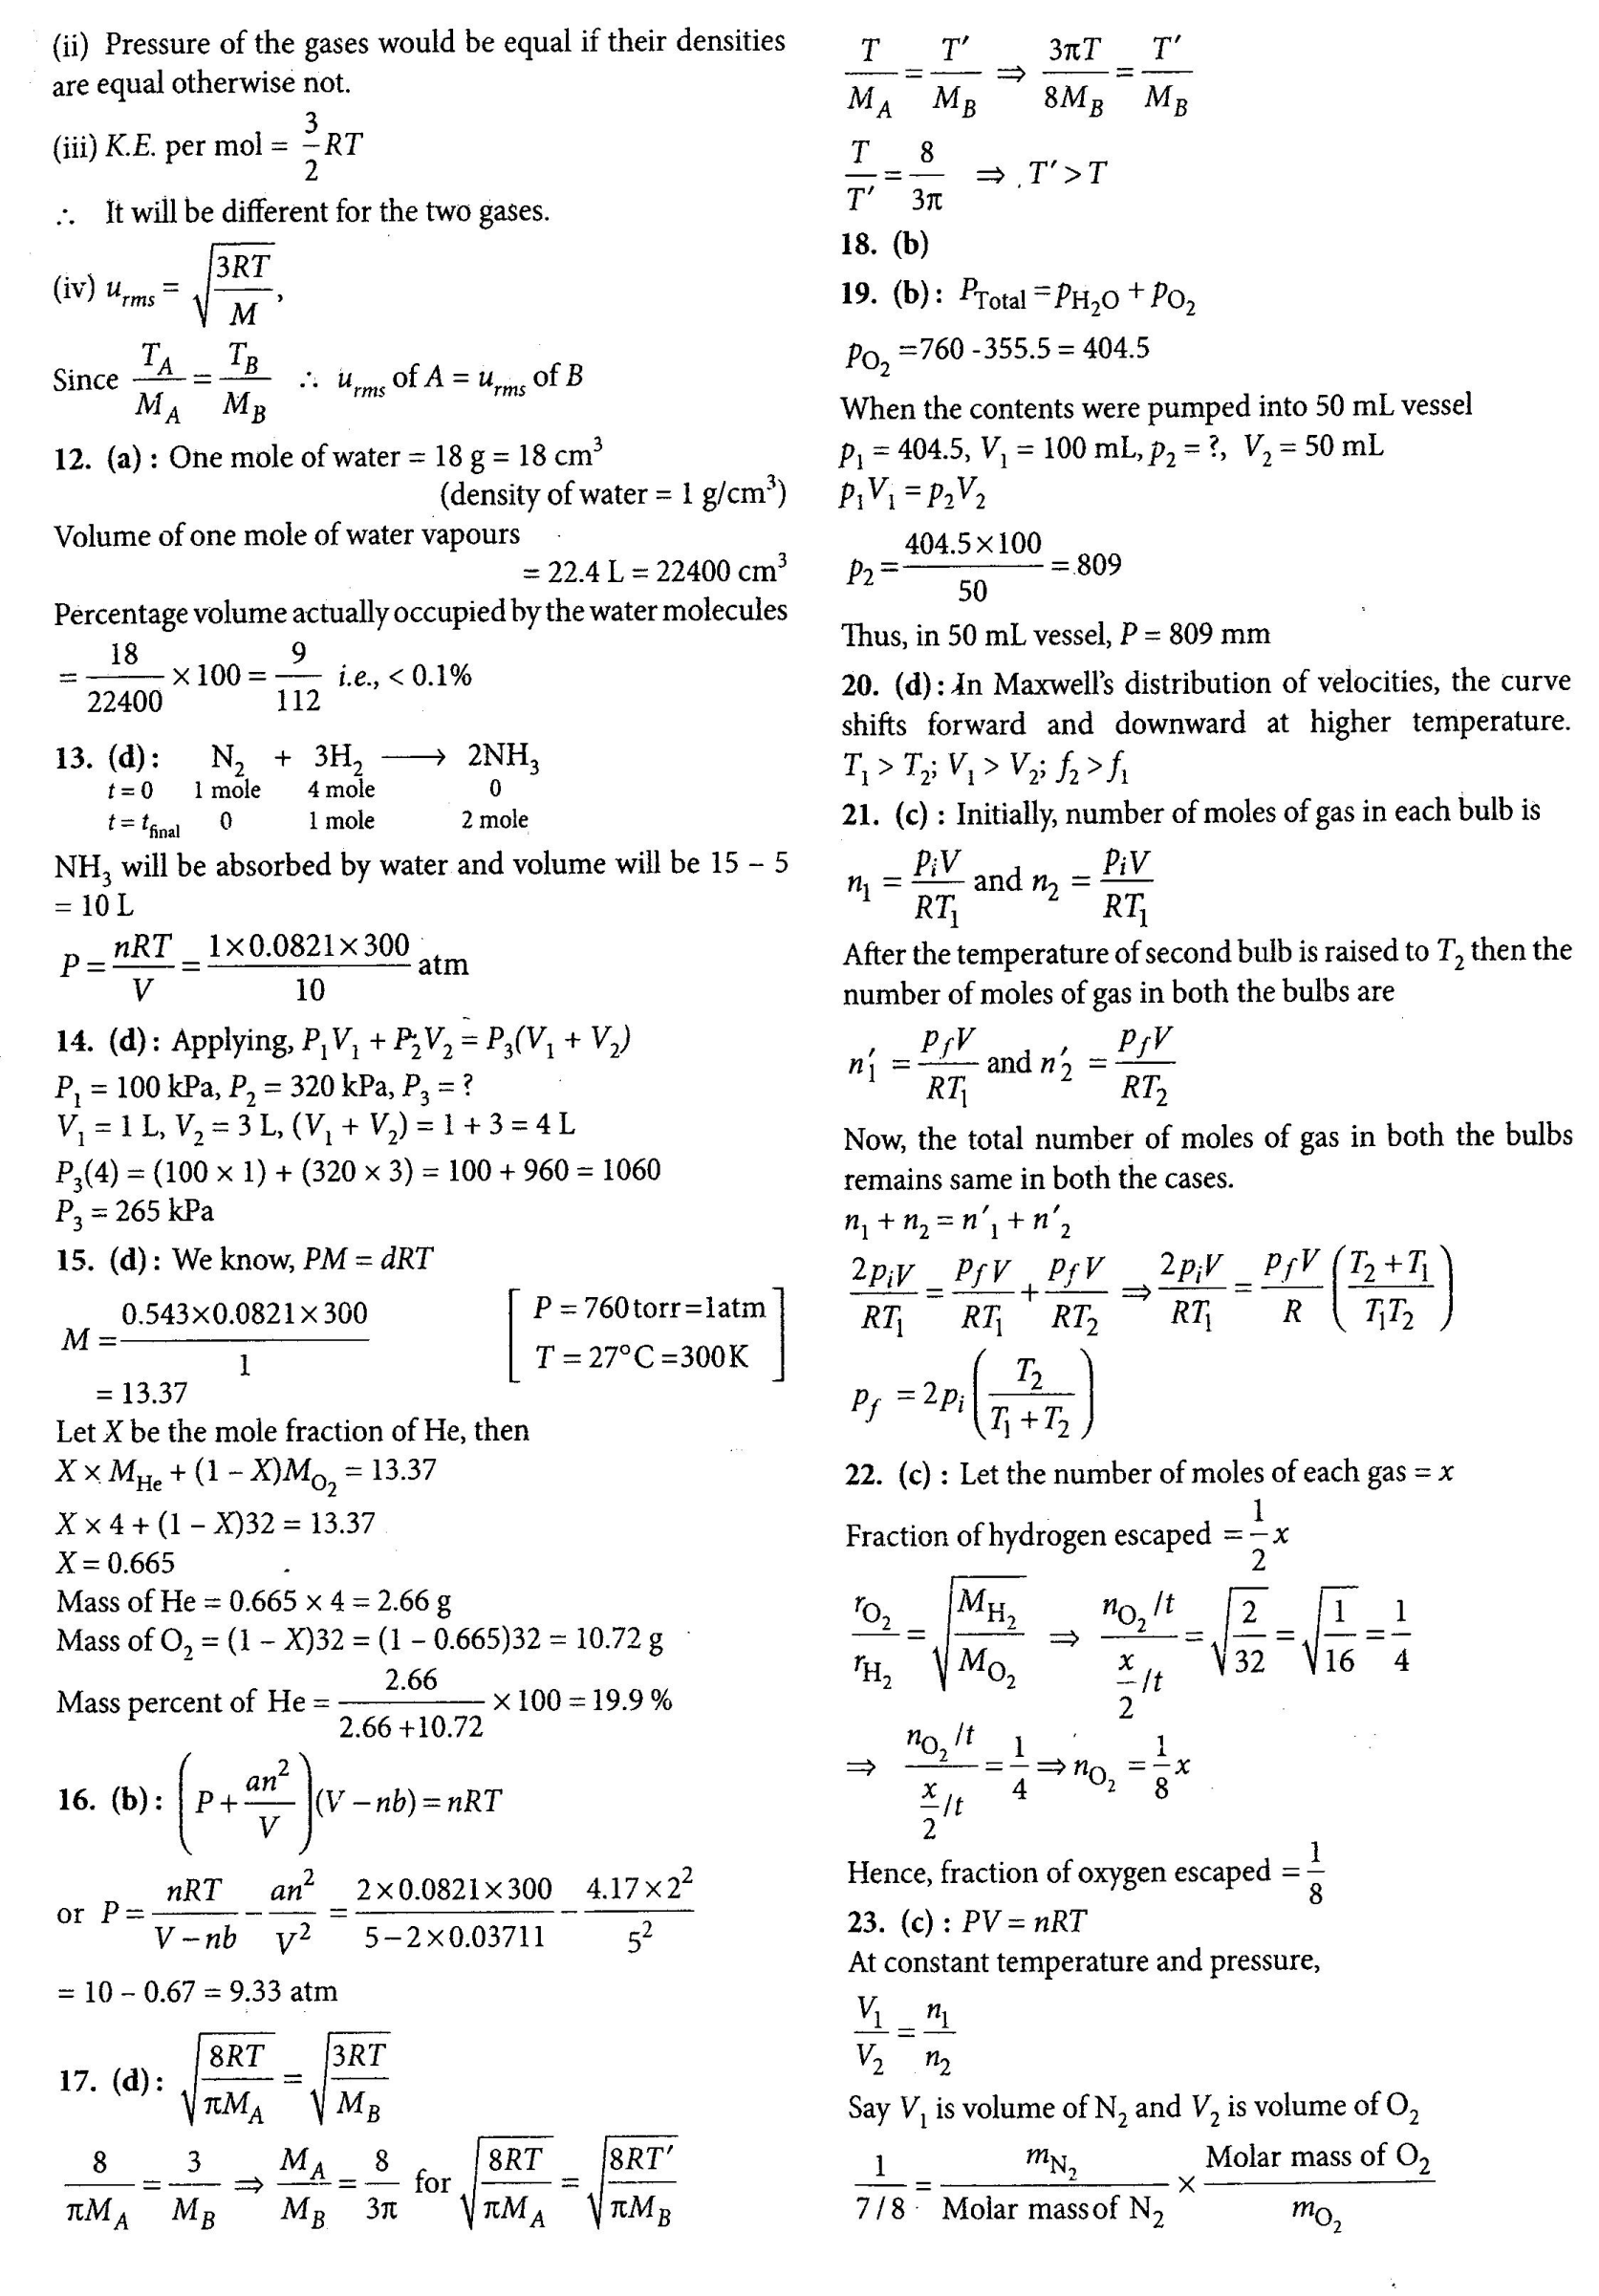 (ii) Pressure of the gases would be equal if their densities
are equal otherwise not.
(iii) K.E. per mol = 3/2 RT
∴ It will be different for the two gases.
(iv) u_rms = √(3RT/M),
Since T_A/M_A = T_B/M_B ∴ u_rms of A = u_rms of B
12. (a) : One mole of water = 18 g = 18 cm³
(density of water = 1 g/cm³)
Volume of one mole of water vapours
= 22.4 L = 22400 cm³
Percentage volume actually occupied by the water molecules
= 18/22400 × 100 = 9/112 i.e., < 0.1%
13. (d) : N₂ + 3H₂ ⟶ 2NH₃
t = 0 1 mole 4 mole 0
t = t_final 0 1 mole 2 mole
NH₃ will be absorbed by water and volume will be 15 – 5
= 10 L
P = nRT/V = (1×0.0821×300)/10 atm
14. (d) : Applying, P₁V₁ + P₂V₂ = P₃(V₁ + V₂)
P₁ = 100 kPa, P₂ = 320 kPa, P₃ = ?
V₁ = 1 L, V₂ = 3 L, (V₁ + V₂) = 1 + 3 = 4 L
P₃(4) = (100 × 1) + (320 × 3) = 100 + 960 = 1060
P₃ = 265 kPa
15. (d) : We know, PM = dRT
M = (0.543×0.0821×300)/1 [P = 760 torr = 1atm
T = 27°C = 300K]
= 13.37
Let X be the mole fraction of He, then
X × M_He + (1 – X)M_O₂ = 13.37
X × 4 + (1 – X)32 = 13.37
X = 0.665
Mass of He = 0.665 × 4 = 2.66 g
Mass of O₂ = (1 – X)32 = (1 – 0.665)32 = 10.72 g
Mass percent of He = 2.66/(2.66+10.72) × 100 = 19.9 %
16. (b) : (P + an²/V)(V – nb) = nRT
or P = nRT/(V – nb) – an²/V² = (2×0.0821×300)/(5–2×0.03711) – (4.17×2²)/5²
= 10 – 0.67 = 9.33 atm
17. (d) : √(8RT/πM_A) = √(3RT/M_B)
8/πM_A = 3/M_B ⇒ M_A/M_B = 8/3π for √(8RT/πM_A) = √(8RT′/πM_B)
T/M_A = T′/M_B ⇒ 3πT/8M_B = T′/M_B
T/T′ = 8/3π ⇒ T′ > T
18. (b)
19. (b) : P_Total = p_H₂O + p_O₂
p_O₂ = 760 - 355.5 = 404.5
When the contents were pumped into 50 mL vessel
p₁ = 404.5, V₁ = 100 mL, p₂ = ?, V₂ = 50 mL
p₁V₁ = p₂V₂
p₂ = (404.5×100)/50 = 809
Thus, in 50 mL vessel, P = 809 mm
20. (d) : In Maxwell's distribution of velocities, the curve
shifts forward and downward at higher temperature.
T₁ > T₂; V₁ > V₂; f₂ > f₁
21. (c) : Initially, number of moles of gas in each bulb is
n₁ = p_iV/RT₁ and n₂ = p_iV/RT₁
After the temperature of second bulb is raised to T₂ then the
number of moles of gas in both the bulbs are
n′₁ = p_fV/RT₁ and n′₂ = p_fV/RT₂
Now, the total number of moles of gas in both the bulbs
remains same in both the cases.
n₁ + n₂ = n′₁ + n′₂
2p_iV/RT₁ = p_fV/RT₁ + p_fV/RT₂ ⇒ 2p_iV/RT₁ = p_fV/R ((T₂+T₁)/T₁T₂)
p_f = 2p_i (T₂/(T₁+T₂))
22. (c) : Let the number of moles of each gas = x
Fraction of hydrogen escaped = 1/2 x
r_O₂/r_H₂ = √(M_H₂/M_O₂) ⇒ (n_O₂/t)/(x/2/t) = √(2/32) = √(1/16) = 1/4
⇒ (n_O₂/t)/(x/2/t) = 1/4 ⇒ n_O₂ = 1/8 x
Hence, fraction of oxygen escaped = 1/8
23. (c) : PV = nRT
At constant temperature and pressure,
V₁/V₂ = n₁/n₂
Say V₁ is volume of N₂ and V₂ is volume of O₂
1/(7/8) = m_N₂/Molar mass of N₂ × Molar mass of O₂/m_O₂